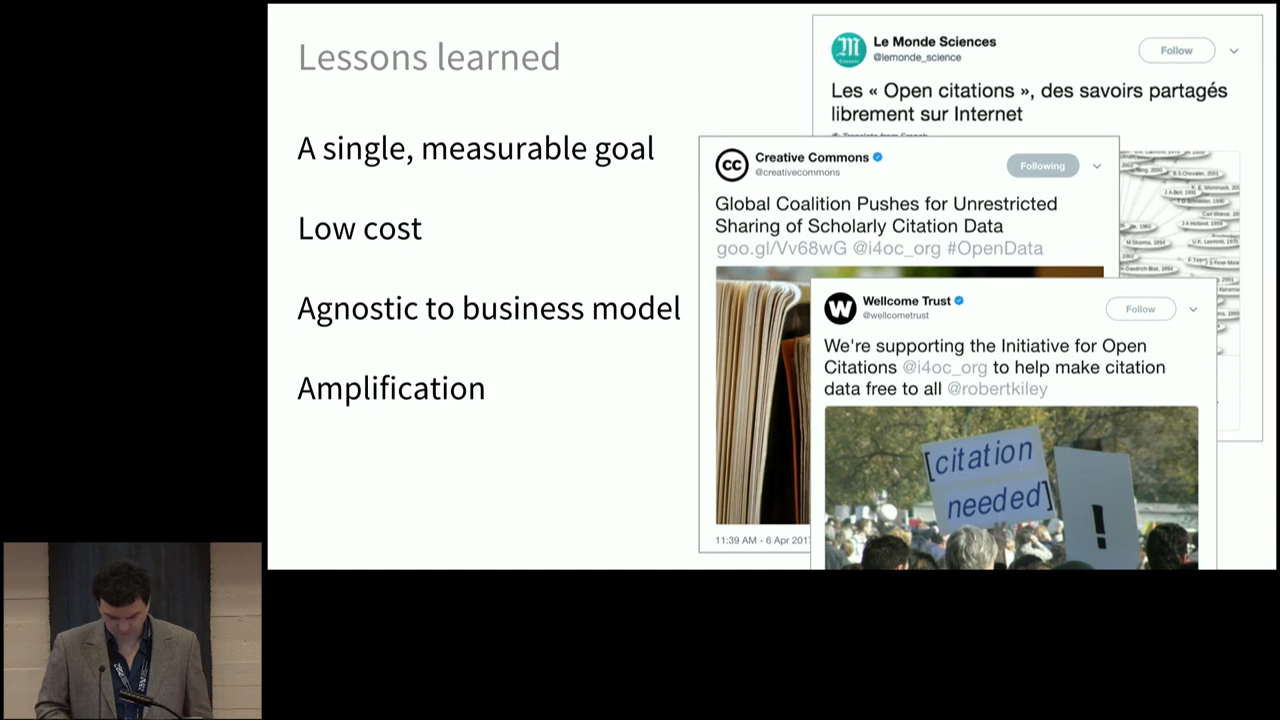 Lessons learned
A single, measurable goal
Low cost
Agnostic to business model
Amplification
Le Monde Sciences
@lemonde_science
Follow
Les « Open citations », des savoirs partagés
librement sur Internet
Creative Commons
@creativecommons
Following
Global Coalition Pushes for Unrestricted
Sharing of Scholarly Citation Data
goo.gl/Vv68wG @i4oc_org #OpenData
11:39 AM - 6 Apr 201
Wellcome Trust
@wellcometrust
Follow
We're supporting the Initiative for Open
Citations @i4oc_org to help make citation
data free to all @robertkiley
[citation
needed]
!